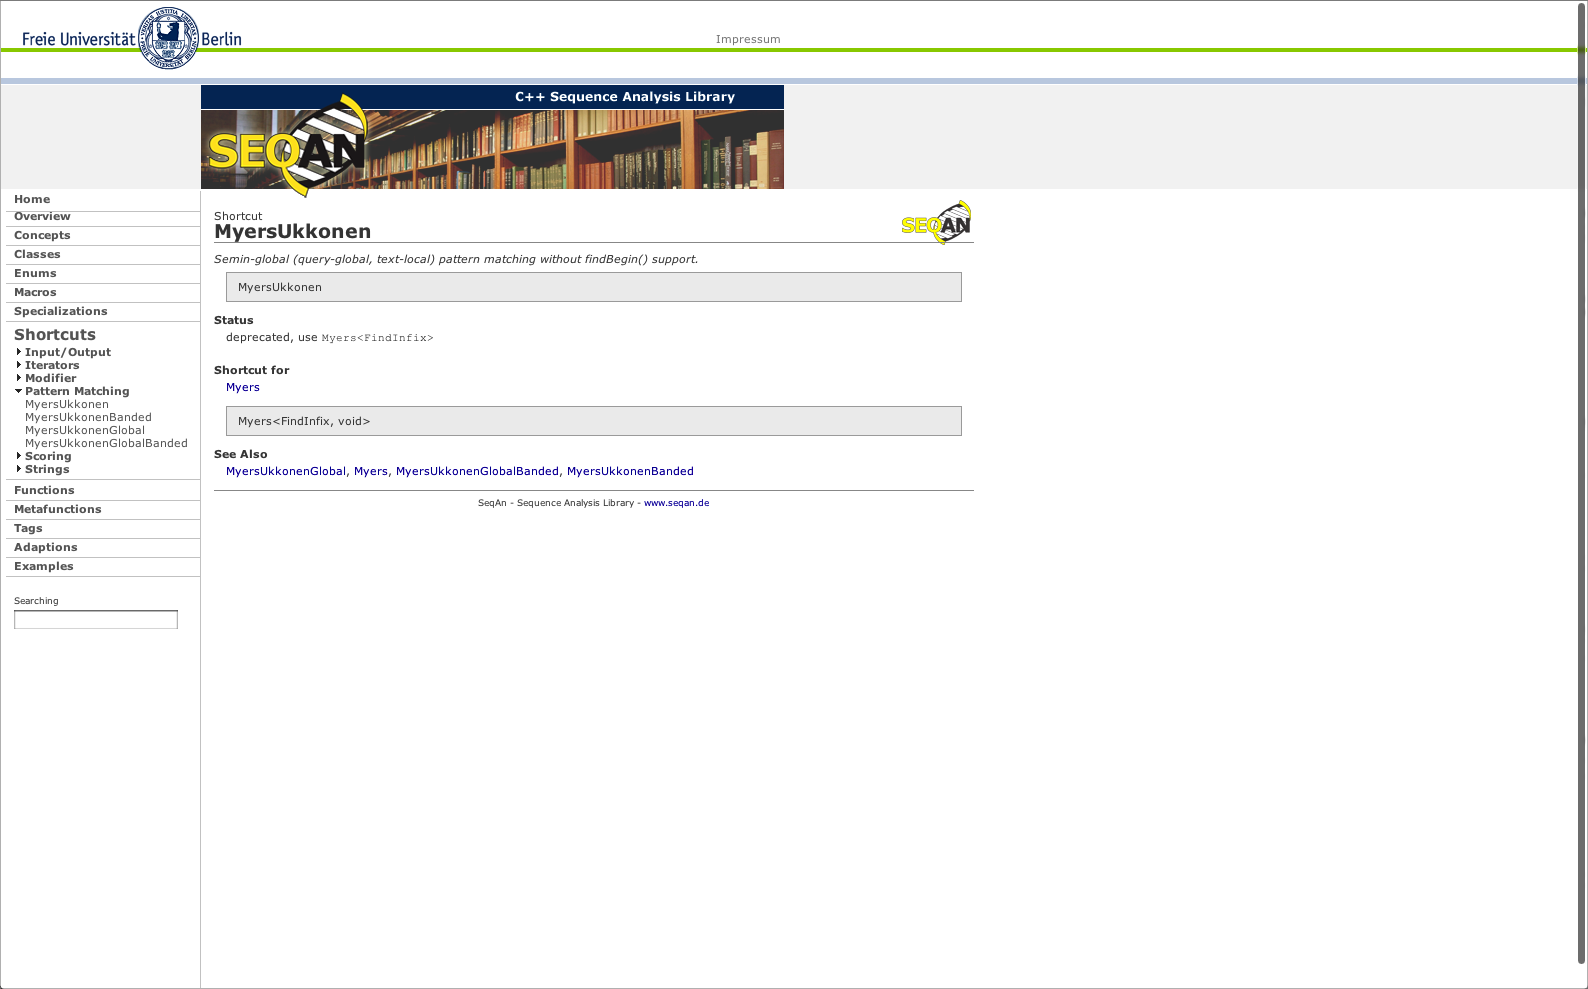 Freie Universität Berlin
Impressum
C++ Sequence Analysis Library
SEQAN
Home
Overview
Concepts
Classes
Enums
Macros
Specializations
Shortcuts
Input/Output
Iterators
Modifier
Pattern Matching
MyersUkkonen
MyersUkkonenBanded
MyersUkkonenGlobal
MyersUkkonenGlobalBanded
Scoring
Strings
Functions
Metafunctions
Tags
Adaptions
Examples
Searching
Shortcut
MyersUkkonen
SEQAN
Semin-global (query-global, text-local) pattern matching without findBegin() support.
MyersUkkonen
Status
deprecated, use Myers<FindInfix>
Shortcut for
Myers
Myers<FindInfix, void>
See Also
MyersUkkonenGlobal, Myers, MyersUkkonenGlobalBanded, MyersUkkonenBanded
SeqAn - Sequence Analysis Library - www.seqan.de